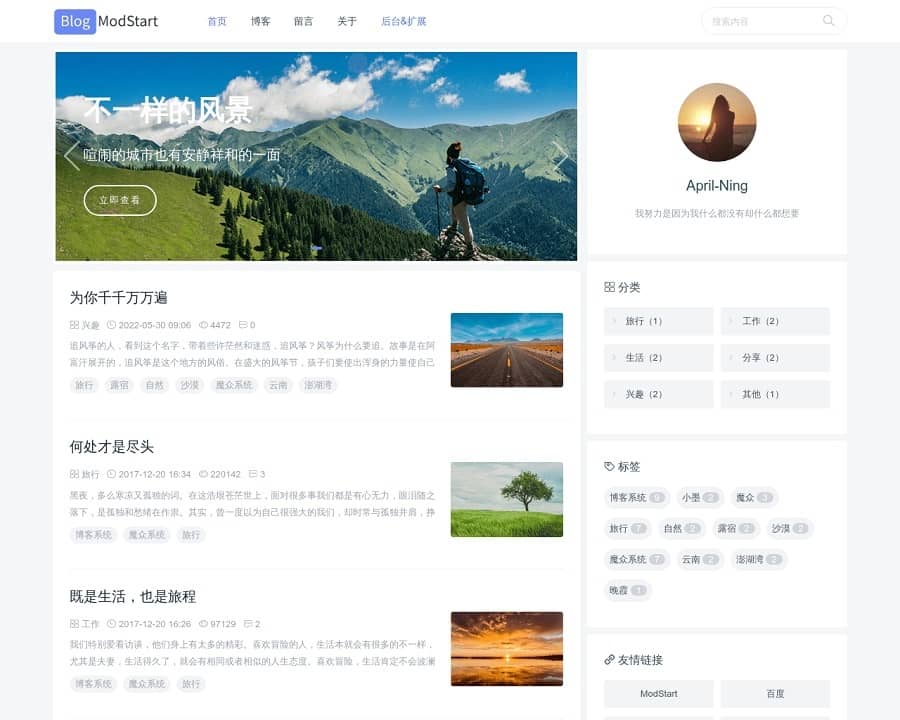 Blog ModStart 首页 博客 留言 关于 后台&扩展 搜索内容
不一样的风景
喧闹的城市也有安静祥和的一面
立即查看
April-Ning
我努力是因为我什么都没有却什么都想要
为你千千万万遍
兴趣 2022-05-30 09:06 4472 0
追风筝的人，看到这个名字，带着些许茫然和迷惑，追风筝？风筝为什么要追。故事是在阿
富汗展开的，追风筝是这个地方的风俗。在盛大的风筝节，孩子们要使出浑身的力量使自己
旅行 露宿 自然 沙漠 魔众系统 云南 澎湖湾
何处才是尽头
旅行 2017-12-20 16:34 220142 3
黑夜，多么寒凉又孤独的词。在这浩埌苍茫世上，面对很多事我们都是有心无力，眼泪随之
落下，是孤独和愁绪在作祟。其实，曾一度以为自己很强大的我们，却时常与孤独并肩，挣
博客系统 魔众系统 旅行
既是生活，也是旅程
工作 2017-12-20 16:26 97129 2
我们特别爱看访谈，他们身上有太多的精彩。喜欢冒险的人，生活本就会有很多的不一样，
尤其是夫妻，生活得久了，就会有相同或者相似的人生态度。喜欢冒险，生活肯定不会波澜
博客系统 魔众系统 旅行
分类
旅行（1） 工作（2）
生活（2） 分享（2）
兴趣（2） 其他（1）
标签
博客系统 9 小墨 2 魔众 3
旅行 7 自然 2 露宿 2 沙漠 2
魔众系统 7 云南 2 澎湖湾 2
晚霞 1
友情链接
ModStart 百度